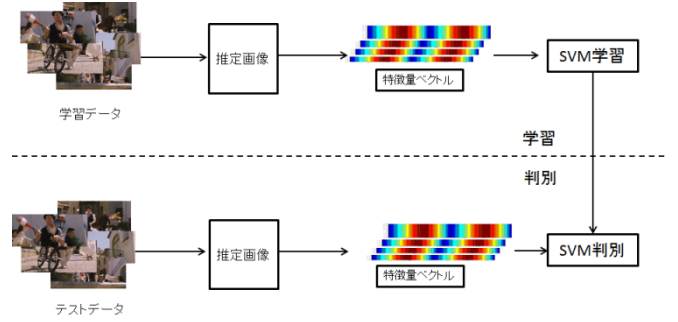 推定画像
特徴量ベクトル
SVM学習
学習データ
学習
判別
推定画像
特徴量ベクトル
SVM判別
テストデータ